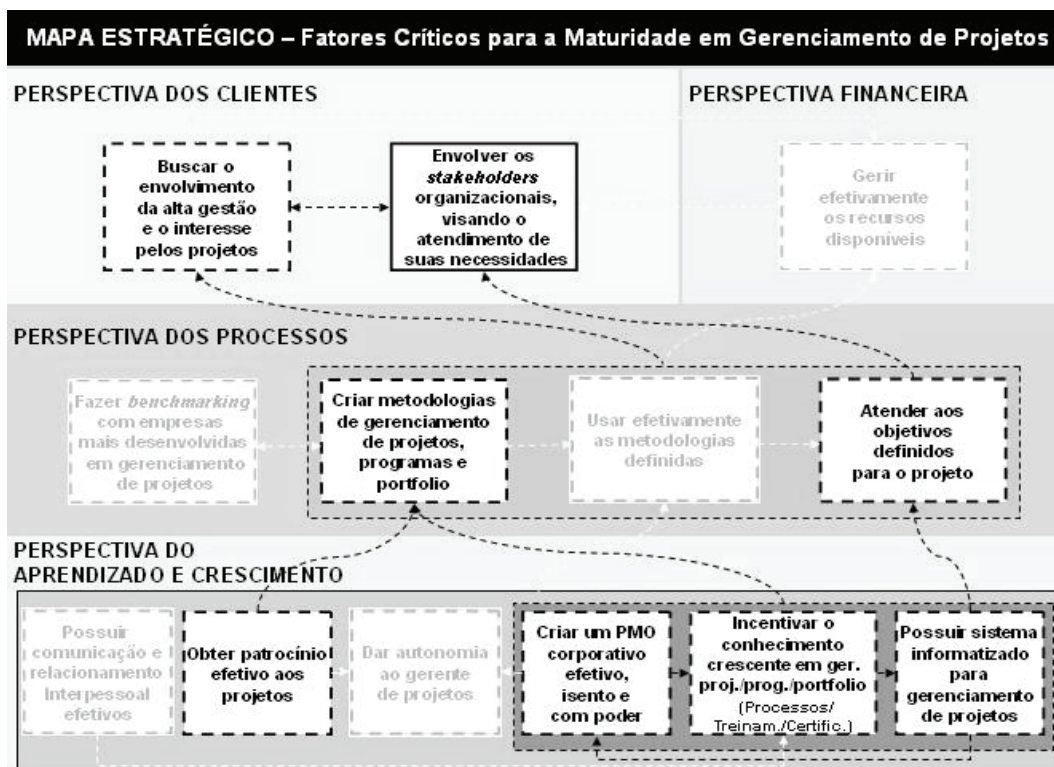 MAPA ESTRATÉGICO – Fatores Críticos para a Maturidade em Gerenciamento de Projetos
PERSPECTIVA DOS CLIENTES
PERSPECTIVA FINANCEIRA
Buscar o
envolvimento
da alta gestão
e o interesse
pelos projetos
Envolver os
stakeholders
organizacionais,
visando o
atendimento de
suas necessidades
Gerir
efetivamente
os recursos
disponíveis
PERSPECTIVA DOS PROCESSOS
Fazer benchmarking
com empresas
mais desenvolvidas
em gerenciamento
de projetos
Criar metodologias
de gerenciamento
de projetos,
programas e
portfolio
Usar efetivamente
as metodologias
definidas
Atender aos
objetivos
definidos
para o projeto
PERSPECTIVA DO
APRENDIZADO E CRESCIMENTO
Possuir
comunicação e
relacionamento
Interpessoal
efetivos
Obter patrocínio
efetivo aos
projetos
Dar autonomia
ao gerente
de projetos
Criar um PMO
corporativo
efetivo,
isento e
com poder
Incentivar o
conhecimento
crescente em ger.
proj./prog./portfolio
(Processos/
Treinam./Certific.)
Possuir sistema
informatizado
para
gerenciamento
de projetos